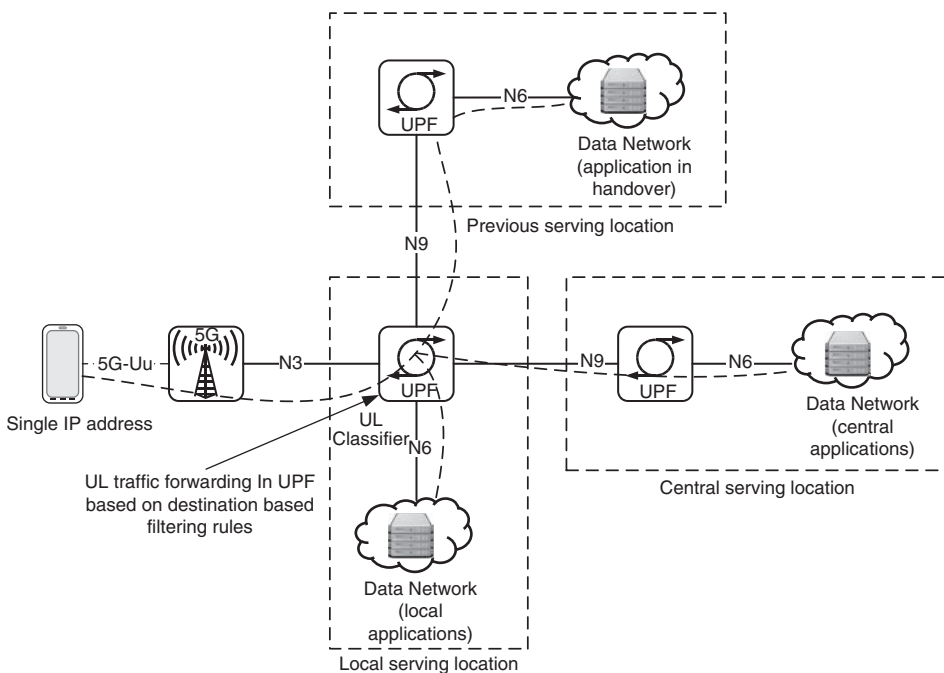 N6
UPF
Data Network
(application in
handover)
Previous serving location
N9
5G
5G-Uu
N3
N9
N6
UPF
UPF
Single IP address
UL
Classifier
N6
Data Network
(central
applications)
UL traffic forwarding In UPF
based on destination based
filtering rules
Central serving location
Data Network
(local
applications)
Local serving location